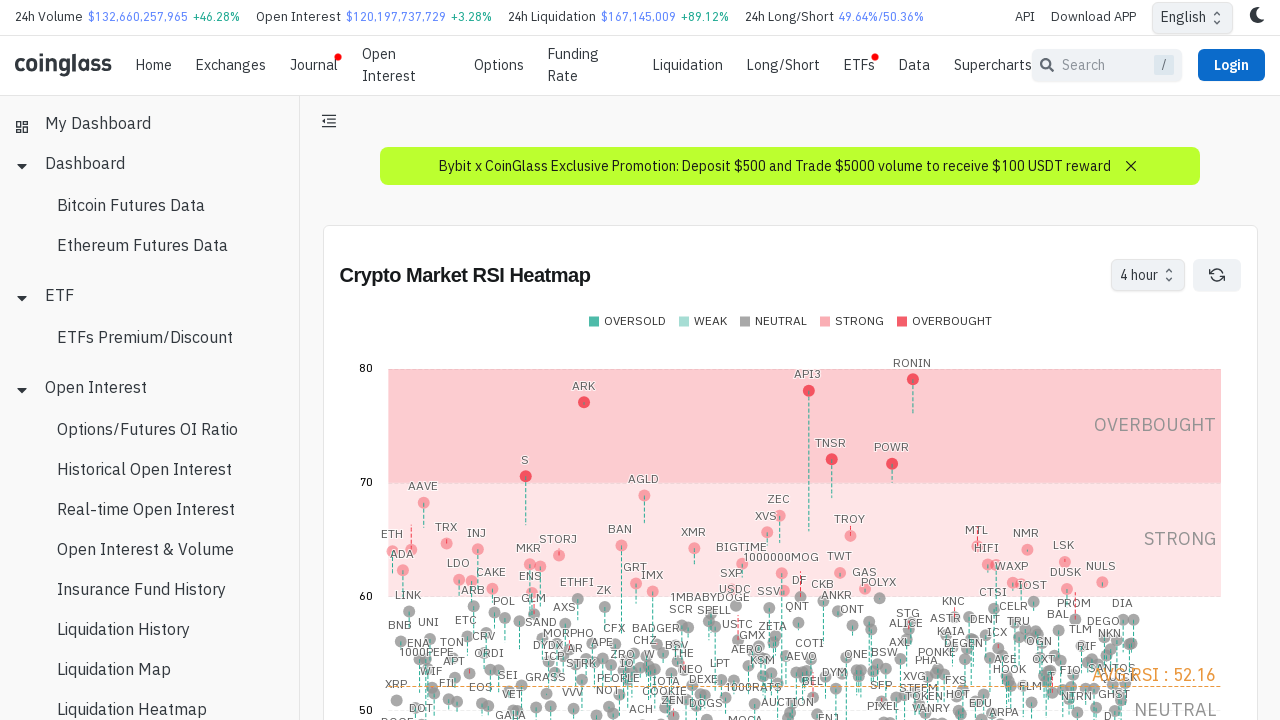 24h Volume $132,660,257,965 +46.28% Open Interest $120,197,737,729 +3.28% 24h Liquidation $167,145,009 +89.12% 24h Long/Short 49.64%/50.36% API Download APP English
coinglass Home Exchanges Journal Open Interest Options Funding Rate Liquidation Long/Short ETFs Data Supercharts Search / Login
My Dashboard
Dashboard
Bitcoin Futures Data
Ethereum Futures Data
ETF
ETFs Premium/Discount
Open Interest
Options/Futures OI Ratio
Historical Open Interest
Real-time Open Interest
Open Interest & Volume
Insurance Fund History
Liquidation History
Liquidation Map
Liquidation Heatmap
Bybit x CoinGlass Exclusive Promotion: Deposit $500 and Trade $5000 volume to receive $100 USDT reward
Crypto Market RSI Heatmap
4 hour
OVERSOLD WEAK NEUTRAL STRONG OVERBOUGHT
80
RONIN
API3
ARK
OVERBOUGHT
TNSR POWR
S
70
AGLD
AAVE
ZEC
XVS TROY
ETH TRX INJ BAN XMR MTL NMR
STORJ
STRONG
ADA MKR BIGTIME HIFI LSK
1000000MOG TWT
LDO CAKE GRT WAXP NULS
ENS IMX SXP DF GAS DUSK
ETHFI CKB POLYX IOST
ARB ZK USDC SSV CTSI
60
LINK POL GLM AXS 1MBABYDOGE QNT ANKR ONT KNC CELR PROM DIA
SCR SPELL STG BAL
BNB UNI ETC SAND CFX BADGER USTC ZETA ALICE ASTR DENT TRU DEGO
CRV MORPHO GMX KAIA ICX TLM NKN
ENA TON DYDX AR APE CHZ BSV AERO COTI AXL DEGEN OGN RIF
1000PEPE APT ORDI ICP ZRO W THE KSM AEVO ONE BSW PONKE
STRK IO LPT PHA ACE OXT SANTOS
WIF SEI GRASS PEOPLE IOTA DEXE DYM XVG HOOK FIO
XRP FIL EOS VET VVV NOT COOKIE 1000RATS BEL SFP STEEM FXS FLM
Avg RSI : 52.16
TOKEN HOT NTRN GHST
DOT ZEN DOGS AUCTION PIXEL VANRY EDU
GALA ACH ARPA
NEUTRAL
50